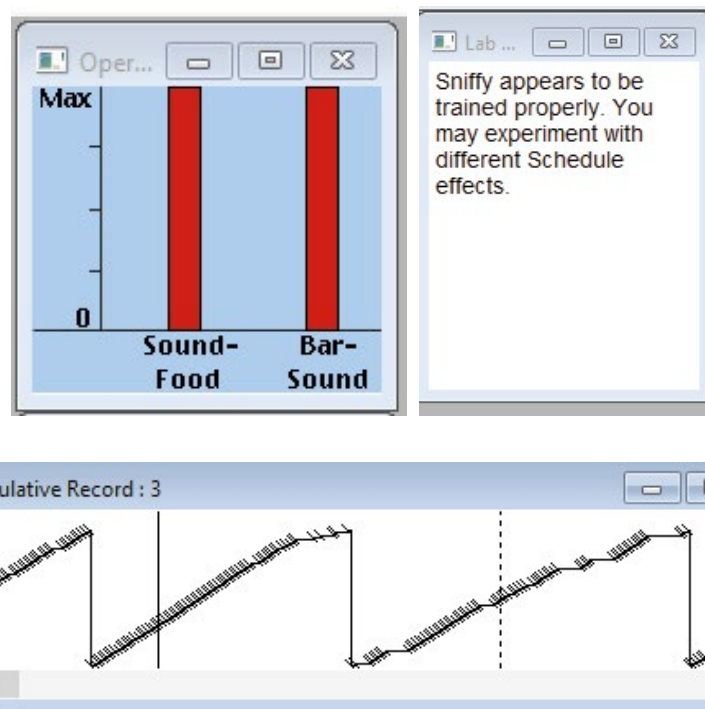 Oper...
Max
0
Sound-
Food
Bar-
Sound
Lab ...
Sniffy appears to be
trained properly. You
may experiment with
different Schedule
effects.
ulative Record : 3